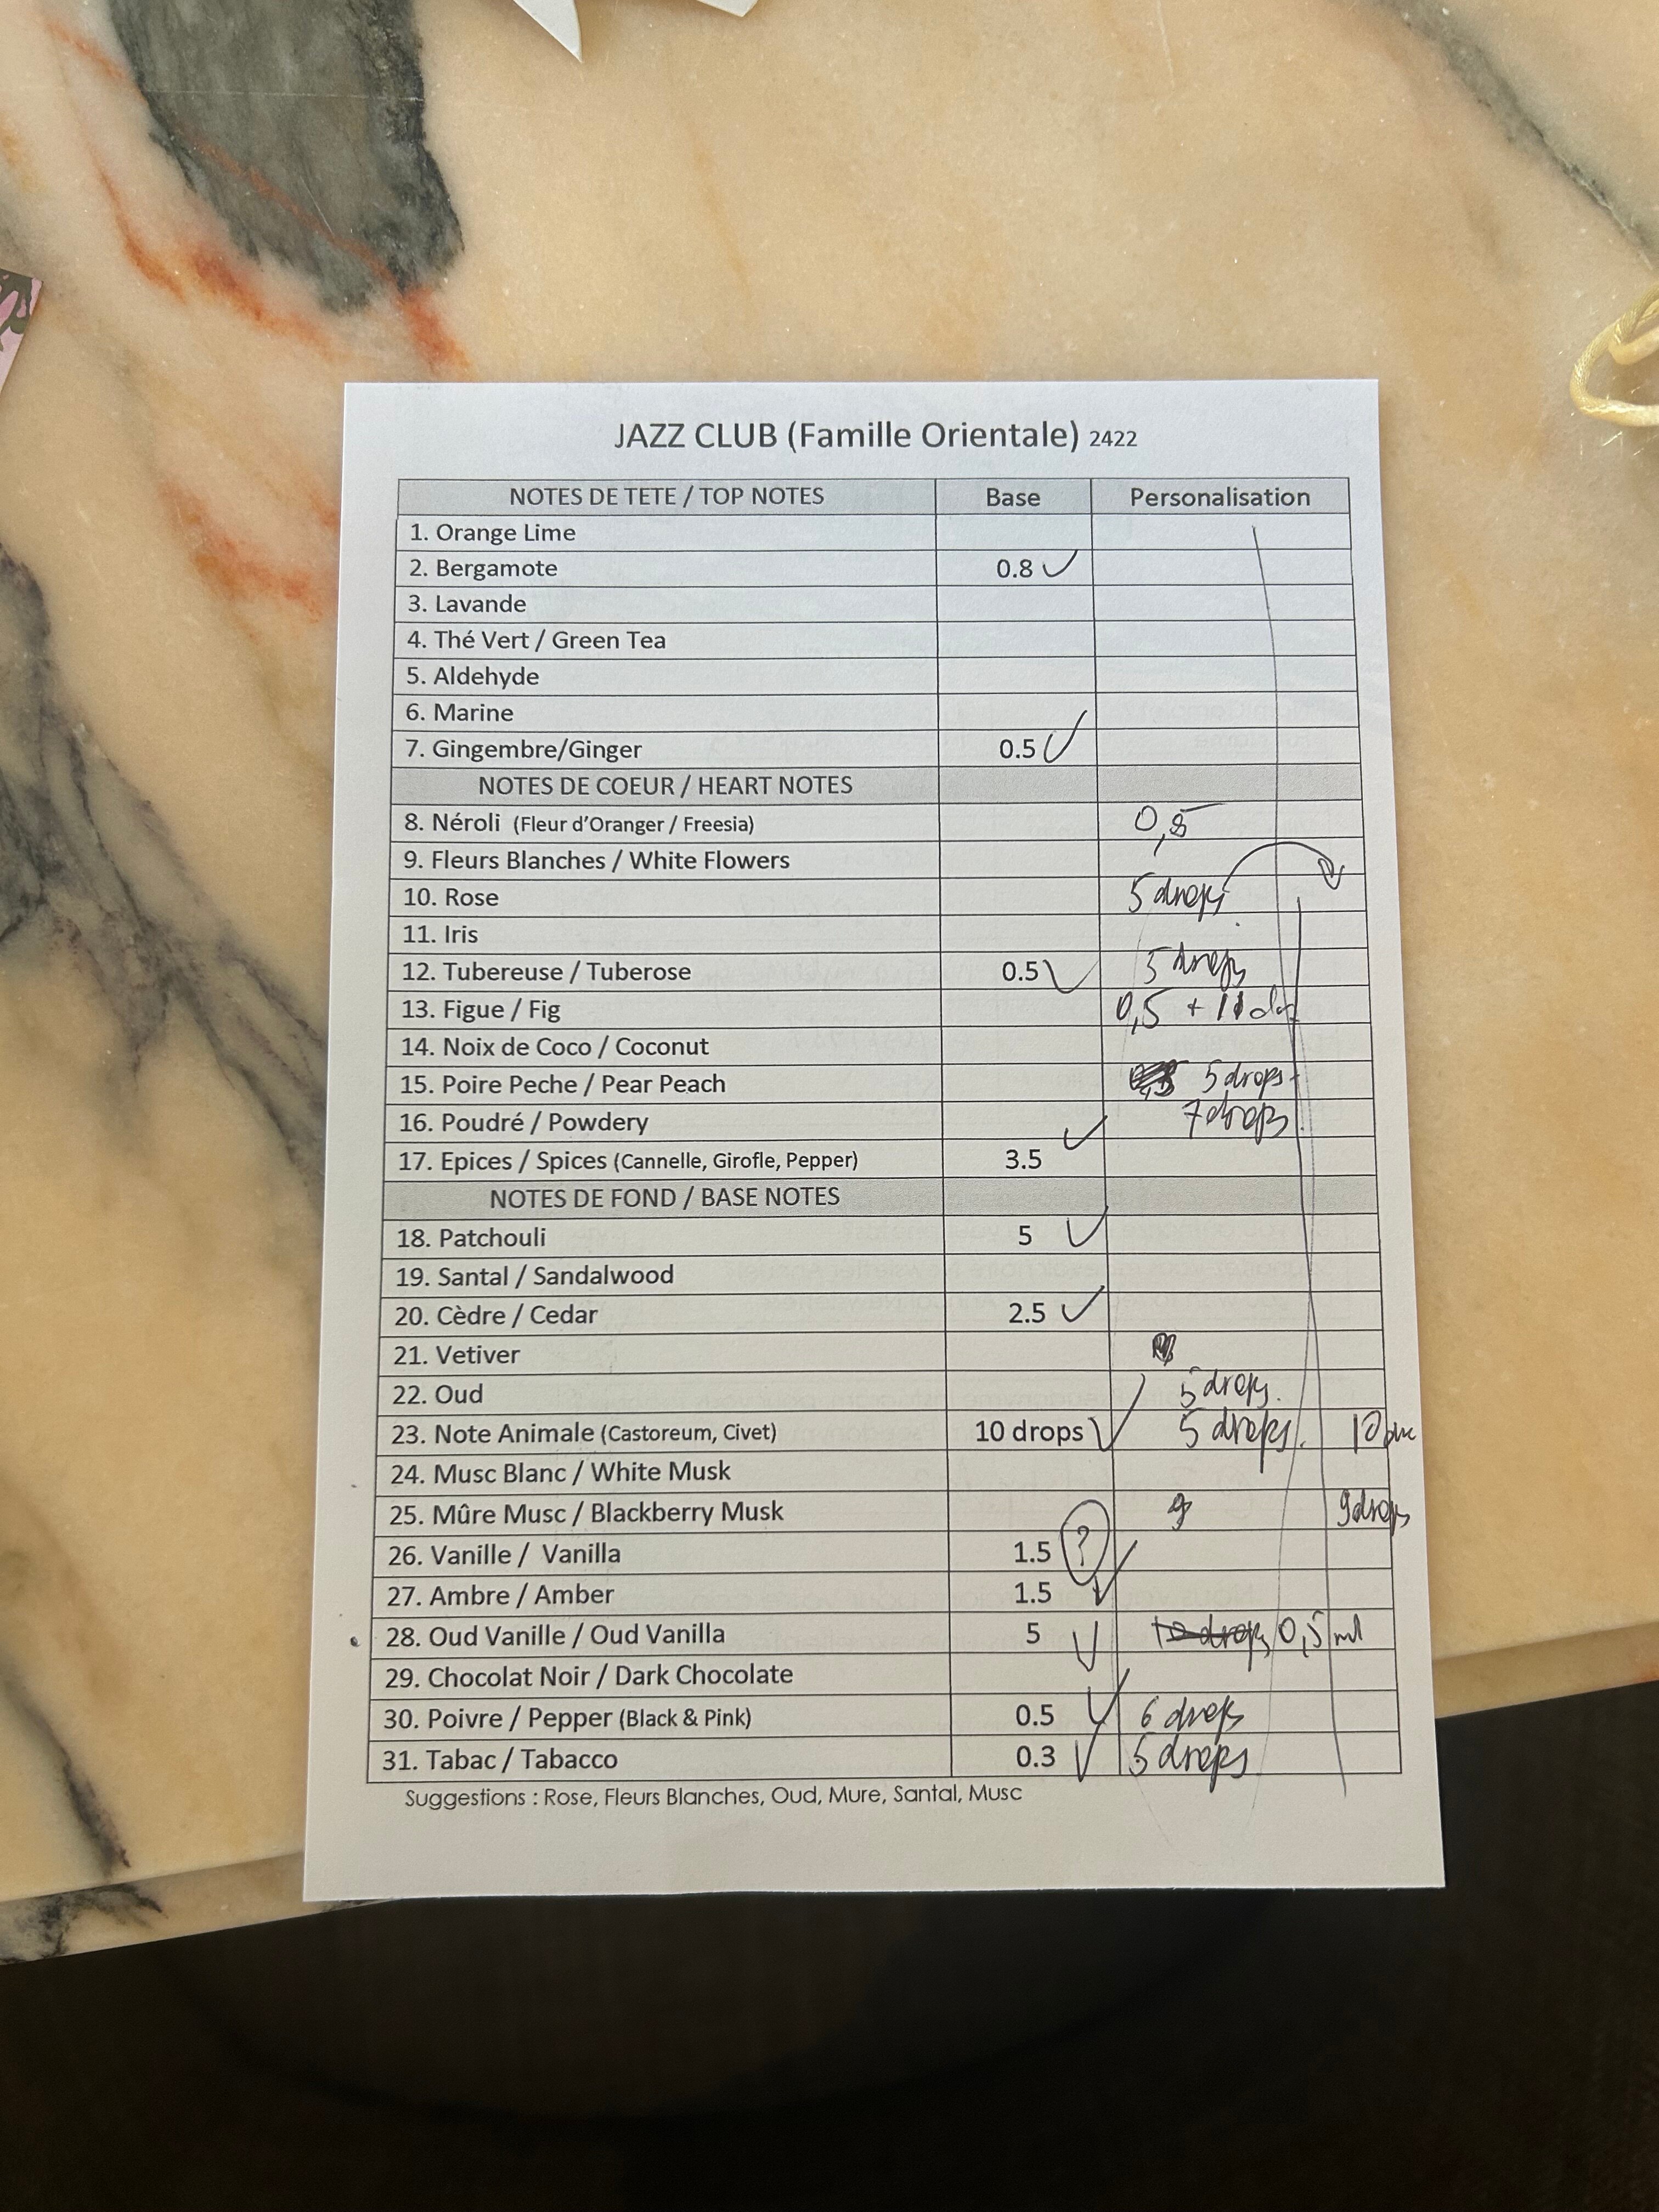 JAZZ CLUB (Famille Orientale) 2422
NOTES DE TETE / TOP NOTES Base Personalisation
1. Orange Lime
2. Bergamote 0.8
3. Lavande
4. Thé Vert / Green Tea
5. Aldehyde
6. Marine
7. Gingembre/Ginger 0.5
NOTES DE COEUR / HEART NOTES
8. Néroli (Fleur d'Oranger / Freesia) 0,8
9. Fleurs Blanches / White Flowers
10. Rose 5 drops
11. Iris
12. Tubereuse / Tuberose 0.5 5 drops
13. Figue / Fig 0,5 + 11
14. Noix de Coco / Coconut
15. Poire Peche / Pear Peach 5 drops
16. Poudré / Powdery 7 drops
17. Epices / Spices (Cannelle, Girofle, Pepper) 3.5
NOTES DE FOND / BASE NOTES
18. Patchouli 5
19. Santal / Sandalwood
20. Cèdre / Cedar 2.5
21. Vetiver
22. Oud 5 drops.
23. Note Animale (Castoreum, Civet) 10 drops 5 drops. 10
24. Musc Blanc / White Musk
25. Mûre Musc / Blackberry Musk 9 9drops
26. Vanille / Vanilla 1.5 ?
27. Ambre / Amber 1.5
28. Oud Vanille / Oud Vanilla 5 10 drops 0,5 ml
29. Chocolat Noir / Dark Chocolate
30. Poivre / Pepper (Black & Pink) 0.5 6 drops
31. Tabac / Tabacco 0.3 5 drops
Suggestions : Rose, Fleurs Blanches, Oud, Mure, Santal, Musc